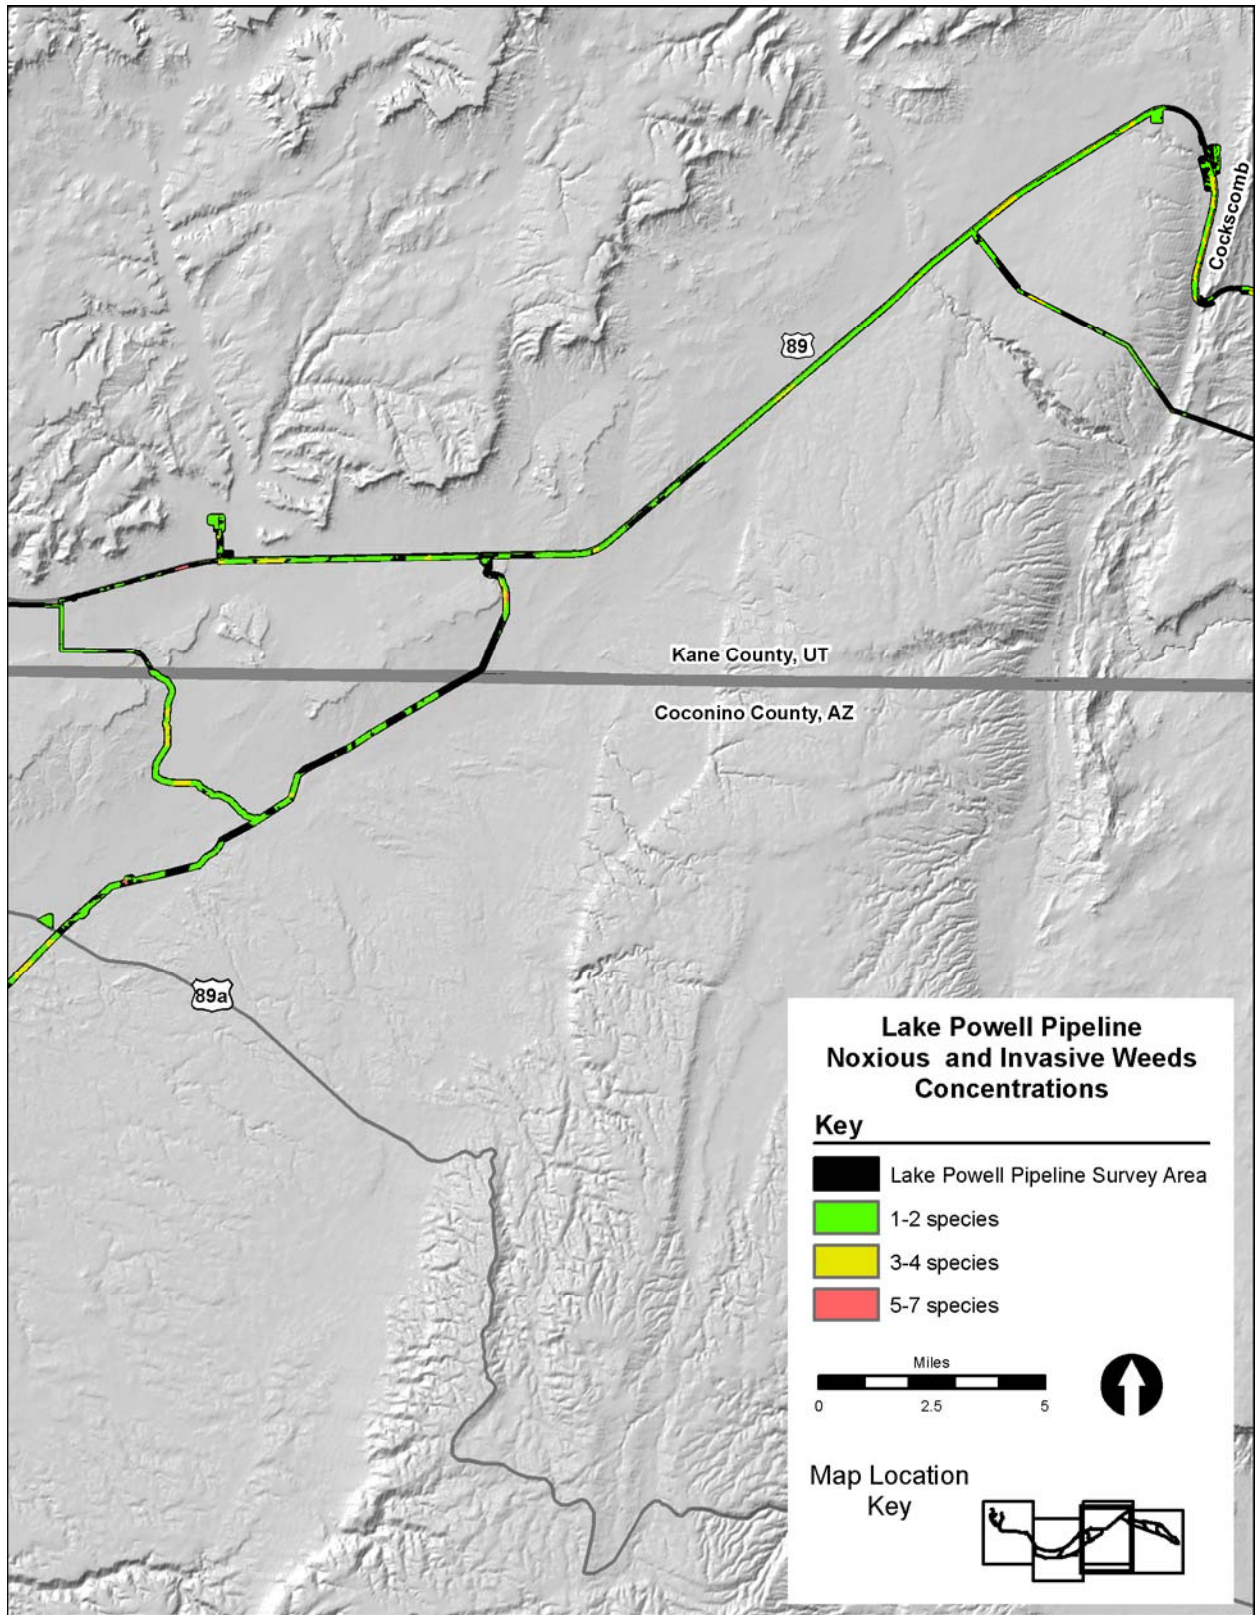 Cockscomb
89
Kane County, UT
Coconino County, AZ
89a
Lake Powell Pipeline
Noxious and Invasive Weeds
Concentrations
Key
Lake Powell Pipeline Survey Area
1-2 species
3-4 species
5-7 species
Miles
0 2.5 5
Map Location
Key